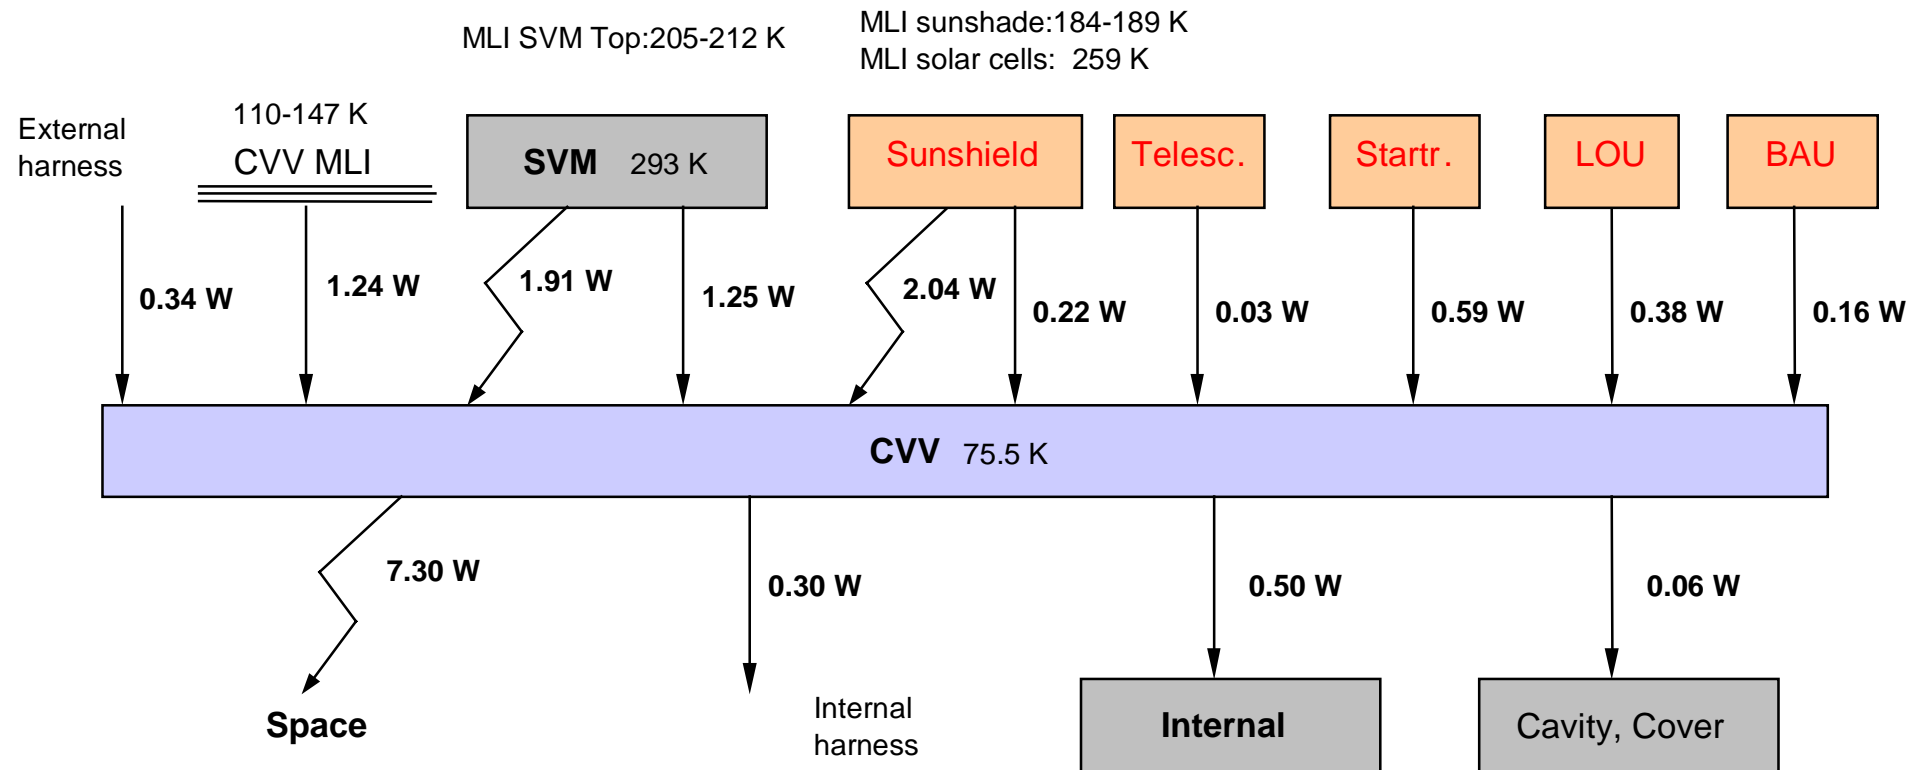 MLI SVM Top:205-212 K
MLI sunshade:184-189 K
MLI solar cells:  259 K
External
harness
110-147 K
CVV MLI
SVM 293 K
Sunshield
Telesc.
Startr.
LOU
BAU
0.34 W
1.24 W
1.91 W
1.25 W
2.04 W
0.22 W
0.03 W
0.59 W
0.38 W
0.16 W
CVV 75.5 K
7.30 W
0.30 W
0.50 W
0.06 W
Space
Internal
harness
Internal
Cavity, Cover